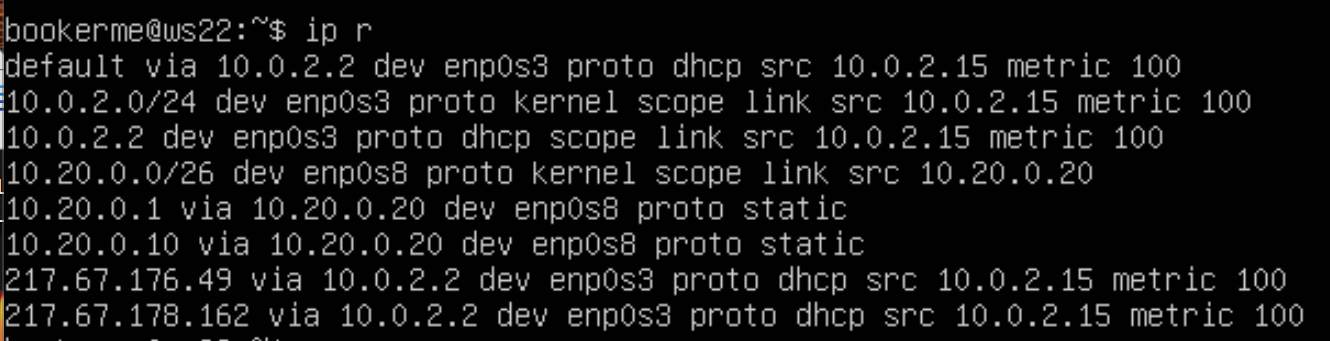 bookerme@ws22:~$ ip r
default via 10.0.2.2 dev enp0s3 proto dhcp src 10.0.2.15 metric 100
10.0.2.0/24 dev enp0s3 proto kernel scope link src 10.0.2.15 metric 100
10.0.2.2 dev enp0s3 proto dhcp scope link src 10.0.2.15 metric 100
10.20.0.0/26 dev enp0s8 proto kernel scope link src 10.20.0.20
10.20.0.1 via 10.20.0.20 dev enp0s8 proto static
10.20.0.10 via 10.20.0.20 dev enp0s8 proto static
217.67.176.49 via 10.0.2.2 dev enp0s3 proto dhcp src 10.0.2.15 metric 100
217.67.178.162 via 10.0.2.2 dev enp0s3 proto dhcp src 10.0.2.15 metric 100